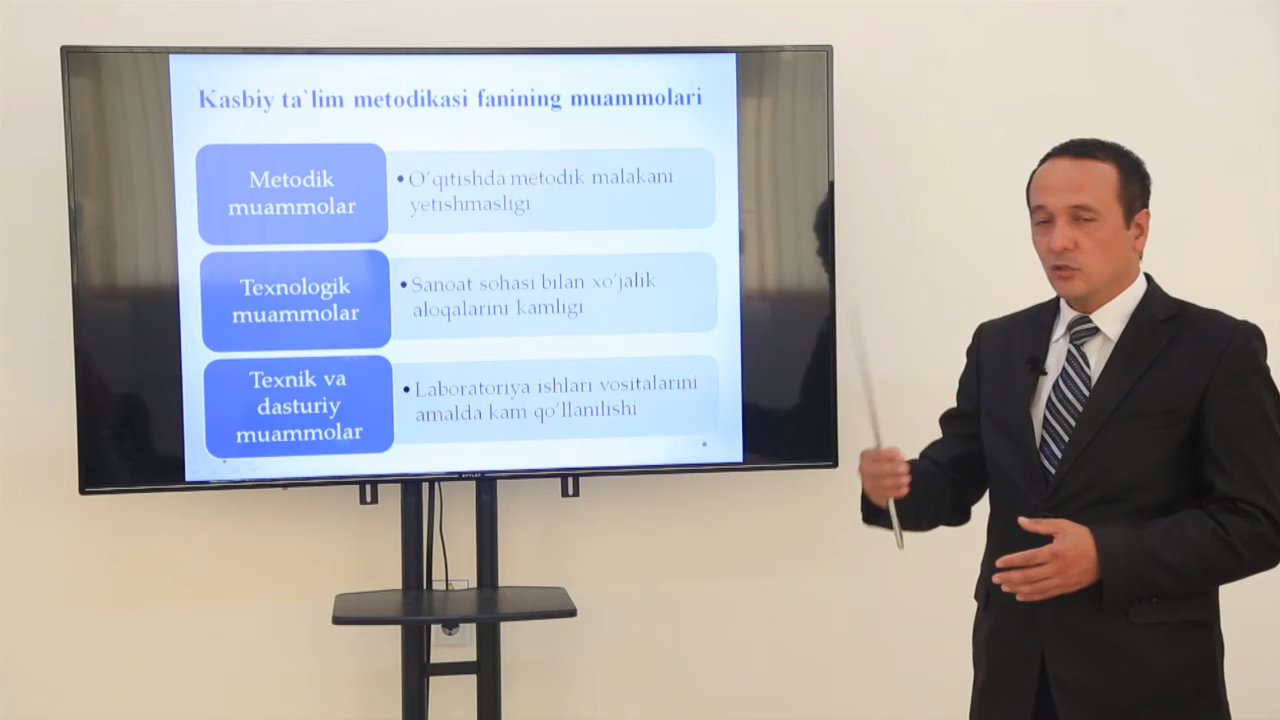 Kasbiy ta`lim metodikasi fanining muammolari
Metodik
muammolar
• O'qitishda metodik malakani
yetishmasligi
Texnologik
muammolar
• Sanoat sohasi bilan xo'jalik
aloqalarini kamligi
Texnik va
dasturiy
muammolar
• Laboratoriya ishlari vositalarini
amalda kam qo'llanilishi